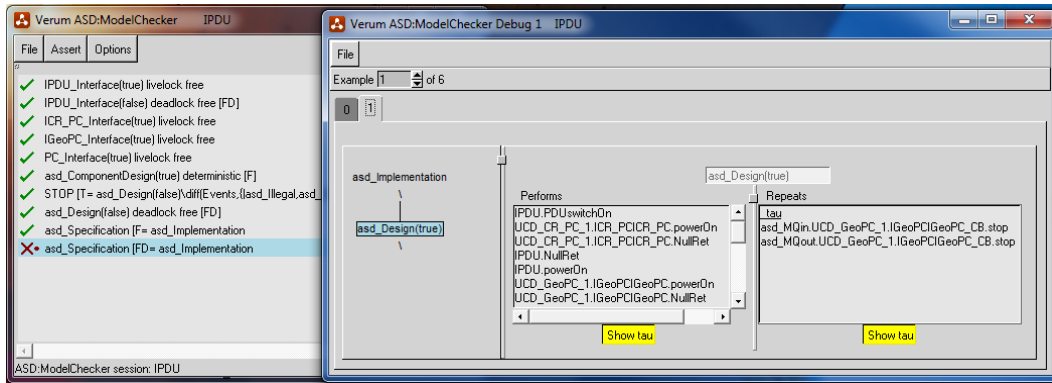 Verum ASD:ModelChecker IPDU
File Assert Options
IPDU_Interface(true) livelock free
IPDU_Interface(false) deadlock free [FD]
ICR_PC_Interface(true) livelock free
IGeoPC_Interface(true) livelock free
PC_Interface(true) livelock free
asd_ComponentDesign(true) deterministic [F]
STOP [T= asd_Design(false)\diff(Events,{|asd_Illegal,asd_
asd_Design(false) deadlock free [FD]
asd_Specification [F= asd_Implementation
asd_Specification [FD= asd_Implementation
ASD:ModelChecker session: IPDU
Verum ASD:ModelChecker Debug 1 IPDU
File
Example 1 of 6
0 1
asd_Implementation
\
asd_Design(true)
\
asd_Design(true)
Performs
IPDU.PDUswitchOn
UCD_CR_PC_1.ICR_PCICR_PC.powerOn
UCD_CR_PC_1.ICR_PCICR_PC.NullRet
IPDU.NullRet
IPDU.powerOn
UCD_GeoPC_1.IGeoPCIGeoPC.powerOn
UCD_GeoPC_1.IGeoPCIGeoPC.NullRet
Show tau
Repeats
_tau
asd_MQin.UCD_GeoPC_1.IGeoPCIGeoPC_CB.stop
asd_MQout.UCD_GeoPC_1.IGeoPCIGeoPC_CB.stop
Show tau